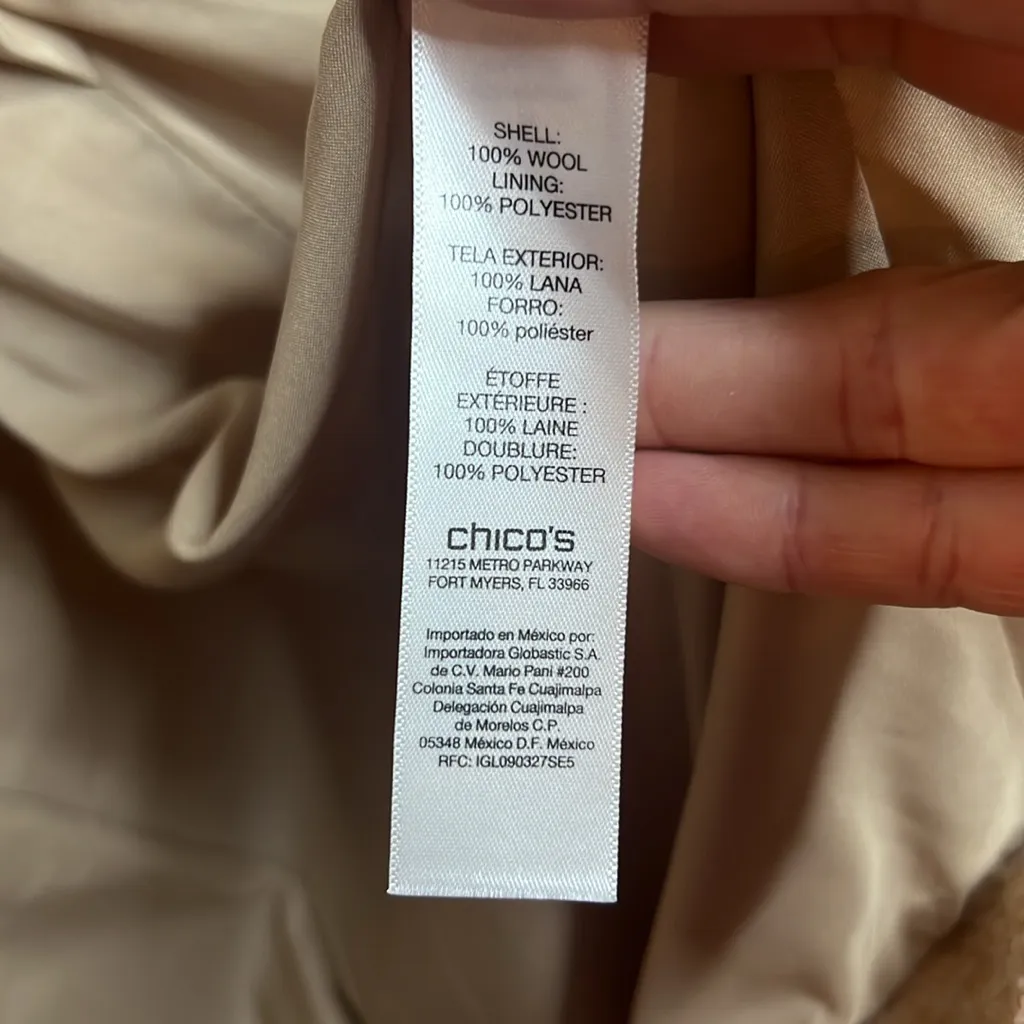 SHELL:
100% WOOL
LINING:
100% POLYESTER
TELA EXTERIOR:
100% LANA
FORRO:
100% poliéster
ÉTOFFE
EXTÉRIEURE :
100% LAINE
DOUBLURE:
100% POLYESTER
chico's
11215 METRO PARKWAY
FORT MYERS, FL 33966
Importado en México por:
Importadora Globastic S.A.
de C.V. Mario Pani #200
Colonia Santa Fe Cuajimalpa
Delegación Cuajimalpa
de Morelos C.P.
05348 México D.F. México
RFC: IGL090327SE5